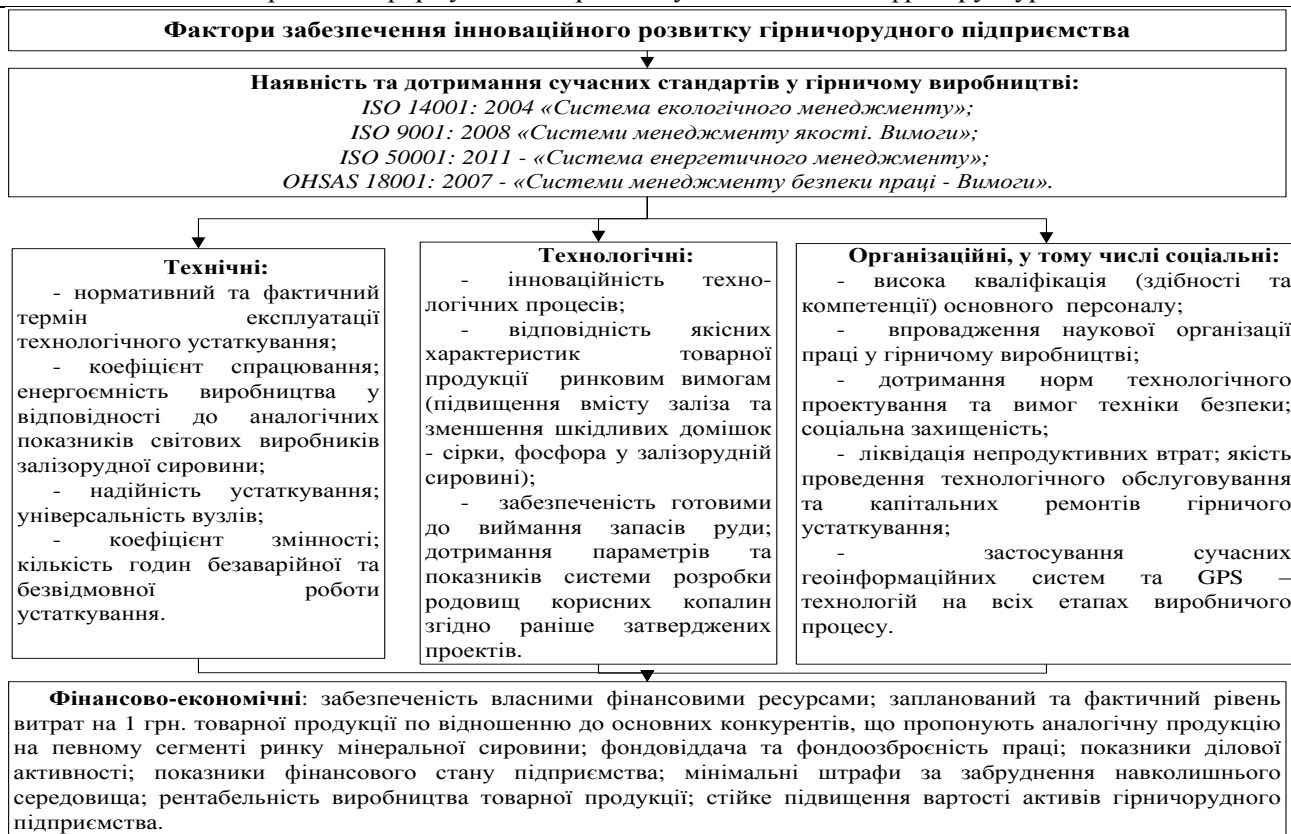 Фактори забезпечення інноваційного розвитку гірничорудного підприємства
Наявність та дотримання сучасних стандартів у гірничому виробництві:
ISO 14001: 2004 «Система екологічного менеджменту»;
ISO 9001: 2008 «Системи менеджменту якості. Вимоги»;
ISO 50001: 2011 - «Система енергетичного менеджменту»;
OHSAS 18001: 2007 - «Системи менеджменту безпеки праці - Вимоги».
Технічні:
- нормативний та фактичний
термін експлуатації
технологічного устаткування;
- коефіцієнт спрацювання;
енергоємність виробництва у
відповідності до аналогічних
показників світових виробників
залізорудної сировини;
- надійність устаткування;
універсальність вузлів;
- коефіцієнт змінності;
кількість годин безаварійної та
безвідмовної роботи
устаткування.
Технологічні:
- інноваційність техно-
логічних процесів;
- відповідність якісних
характеристик товарної
продукції ринковим вимогам
(підвищення вмісту заліза та
зменшення шкідливих домішок
- сірки, фосфора у залізорудній
сировині);
- забезпеченість готовими
до виймання запасів руди;
дотримання параметрів та
показників системи розробки
родовищ корисних копалин
згідно раніше затверджених
проектів.
Організаційні, у тому числі соціальні:
- висока кваліфікація (здібності та
компетенції) основного персоналу;
- впровадження наукової організаці
праці у гірничому виробництві;
- дотримання норм технологічного
проектування та вимог техніки безпеки;
соціальна захищеність;
- ліквідація непродуктивних втрат; якість
проведення технологічного обслуговування
та капітальних ремонтів гірничого
устаткування;
- застосування сучасних
геоінформаційних систем та GPS –
технологій на всіх етапах виробничого
процесу.
Фінансово-економічні: забезпеченість власними фінансовими ресурсами; запланований та фактичний рівень
витрат на 1 грн. товарної продукції по відношенню до основних конкурентів, що пропонують аналогічну продукцію
на певному сегменті ринку мінеральної сировини; фондовіддача та фондоозброєність праці; показники ділової
активності; показники фінансового стану підприємства; мінімальні штрафи за забруднення навколишнього
середовища; рентабельність виробництва товарної продукції; стійке підвищення вартості активів гірничорудного
підприємства.